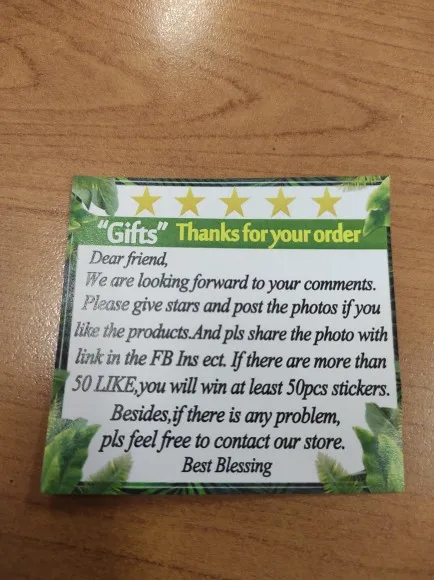 “Gifts” Thanks for your order
Dear friend,
We are looking forward to your comments.
Please give stars and post the photos if you
like the products.And pls share the photo with
link in the FB Ins ect. If there are more than
50 LIKE,you will win at least 50pcs stickers.
Besides,if there is any problem,
pls feel free to contact our store.
Best Blessing